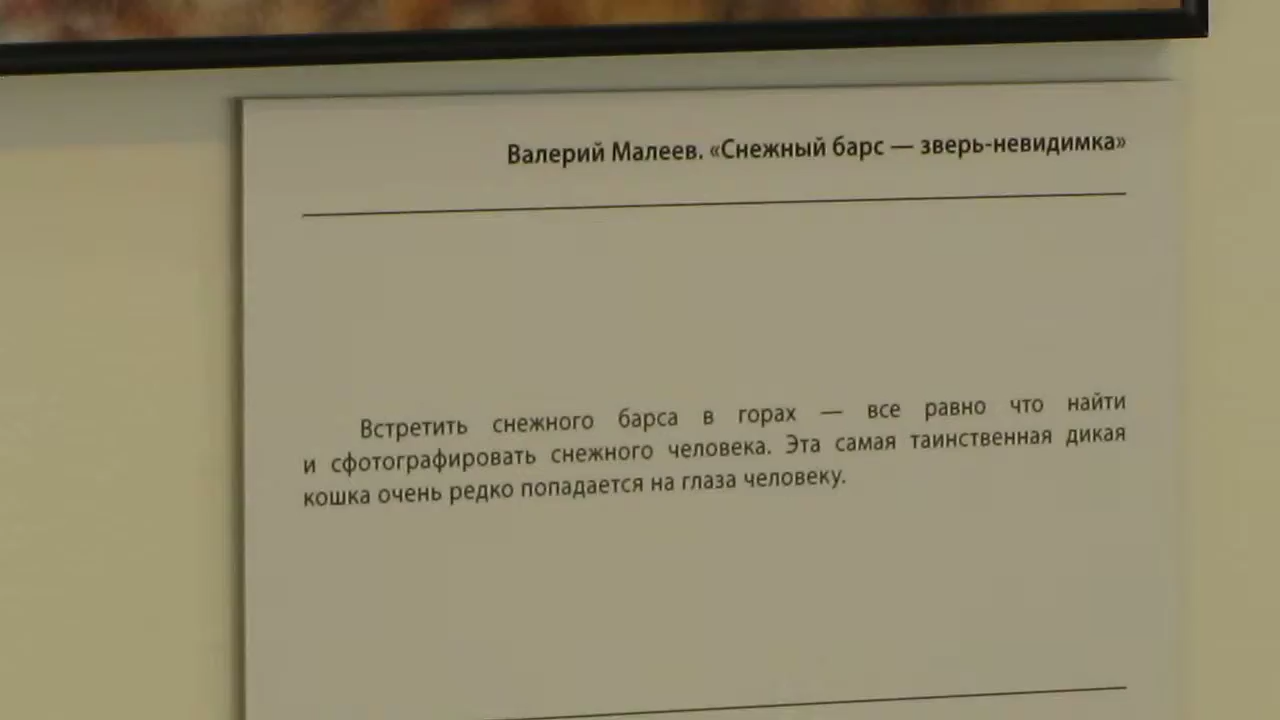 Валерий Малеев. «Снежный барс — зверь-невидимка»
Встретить снежного барса в горах — все равно что найти
и сфотографировать снежного человека. Эта самая таинственная дикая
кошка очень редко попадается на глаза человеку.